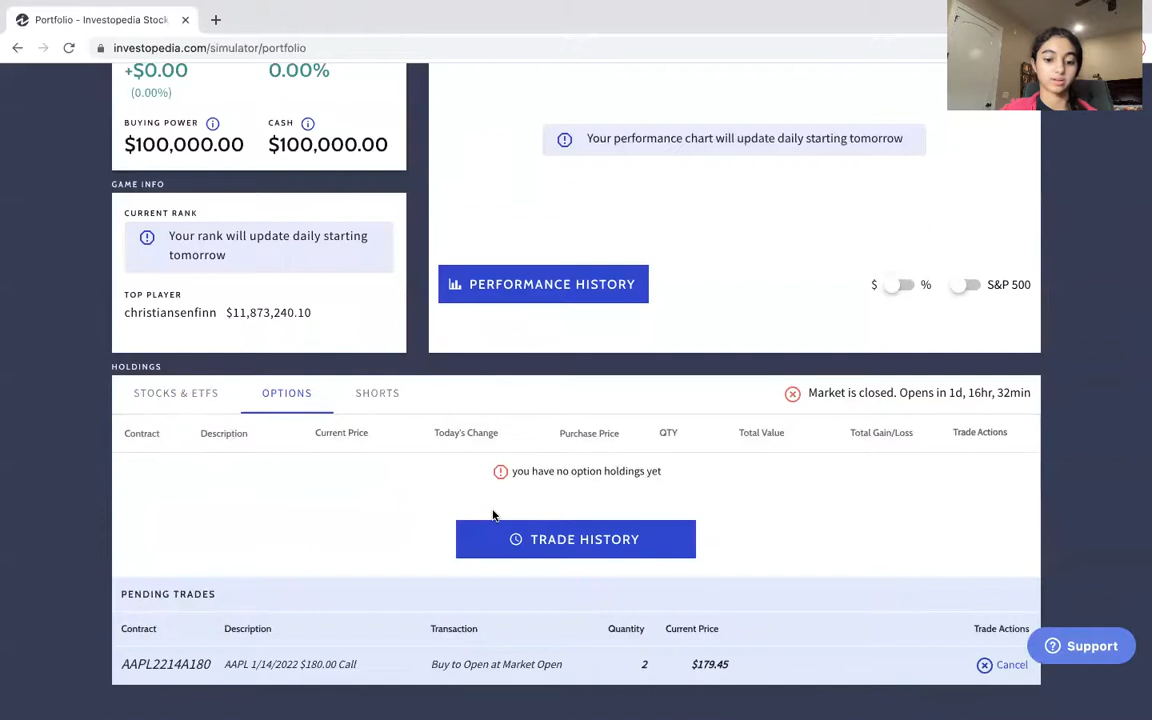 Portfolio - Investopedia Stock
investopedia.com/simulator/portfolio
+$0.00 0.00%
(0.00%)
BUYING POWER CASH
$100,000.00 $100,000.00
Your performance chart will update daily starting tomorrow
GAME INFO
CURRENT RANK
Your rank will update daily starting
tomorrow
TOP PLAYER
christiansenfinn $11,873,240.10
PERFORMANCE HISTORY
$ % S&P 500
HOLDINGS
STOCKS & ETFS OPTIONS SHORTS Market is closed. Opens in 1d, 16hr, 32min
Contract Description Current Price Today's Change Purchase Price QTY Total Value Total Gain/Loss Trade Actions
you have no option holdings yet
TRADE HISTORY
PENDING TRADES
Contract Description Transaction Quantity Current Price Trade Actions
AAPL2214A180 AAPL 1/14/2022 $180.00 Call Buy to Open at Market Open 2 $179.45 Cancel
Support